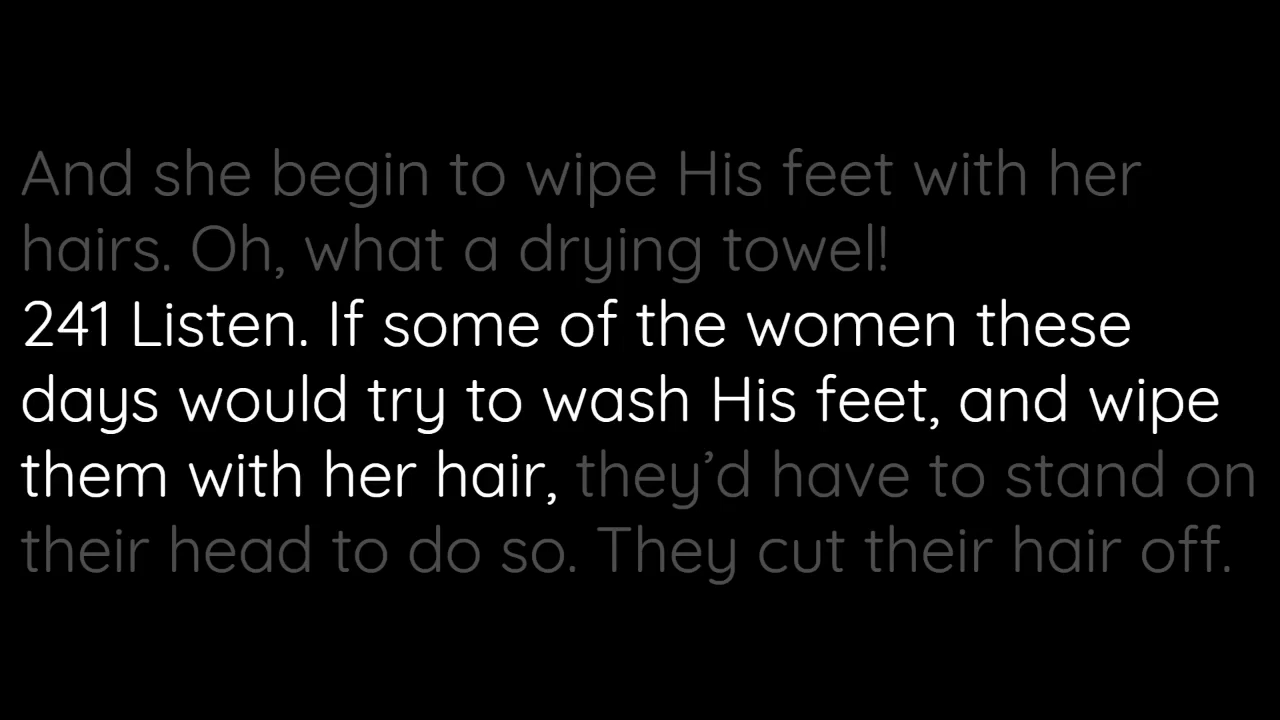 And she begin to wipe His feet with her
hairs. Oh, what a drying towel!
241 Listen. If some of the women these
days would try to wash His feet, and wipe
them with her hair, they’d have to stand on
their head to do so. They cut their hair off.